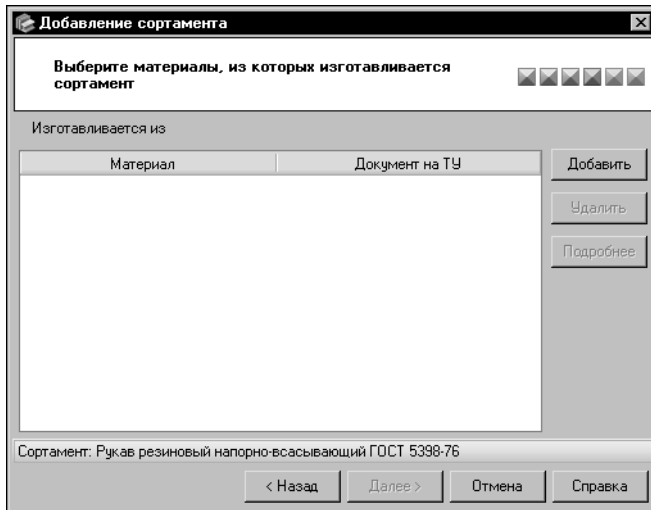 Добавление сортамента
Выберите материалы, из которых изготавливается
сортамент
Изготавливается из
Материал Документ на ТУ
Добавить
Удалить
Подробнее
Сортамент: Рукав резиновый напорно-всасывающий ГОСТ 5398-76
< Назад Далее > Отмена Справка